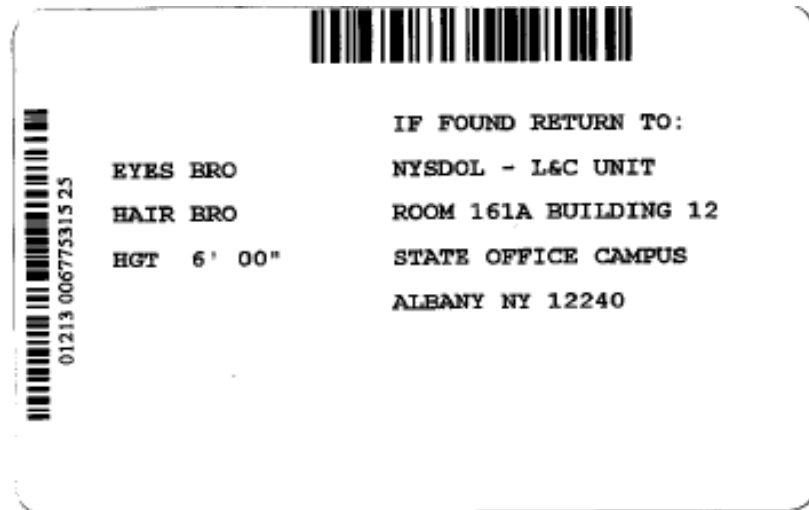 IF FOUND RETURN TO:
EYES BRO
NYSDOL - L&C UNIT
HAIR BRO
ROOM 161A BUILDING 12
HGT 6' 00"
STATE OFFICE CAMPUS
ALBANY NY 12240
01213 006775315 25